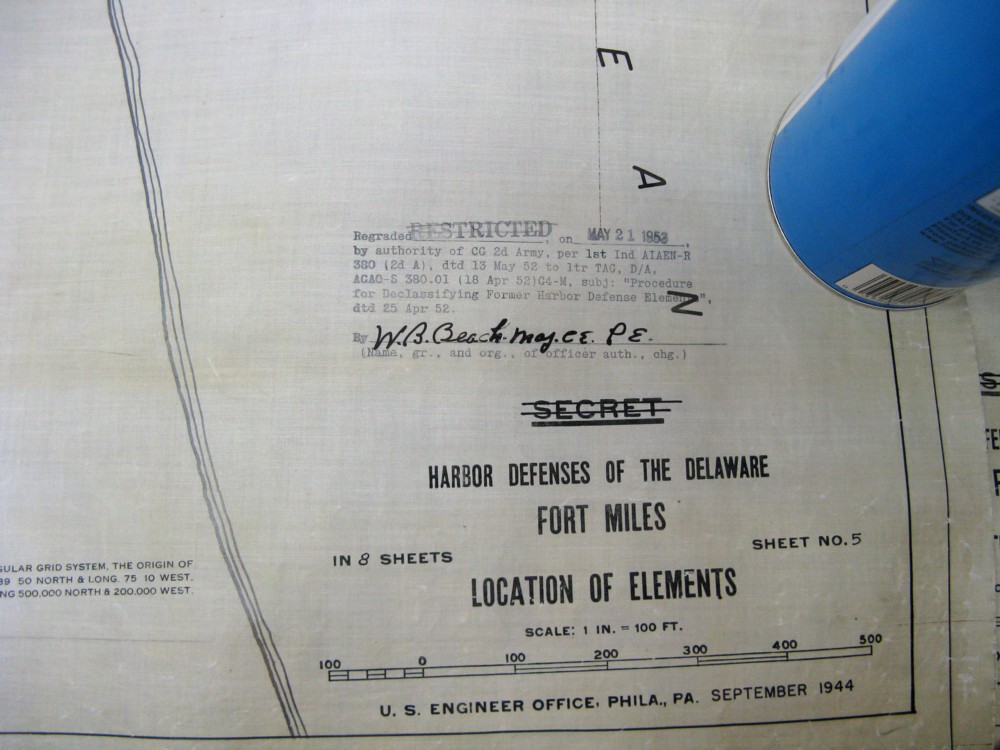 E
A
N
RESTRICTED
Regraded , on MAY 21 1953 ,
by authority of CG 2d Army, per 1st Ind AIAEN-R
380 (2d A), dtd 13 May 52 to ltr TAG, D/A,
AGAO-S 380.01 (18 Apr 52)G4-M, subj: "Procedure
for Declassifying Former Harbor Defense Elements",
dtd 25 Apr 52.
By W.B. Beach. Maj. CE. P E.
(Name, gr., and org., of officer auth., chg.)
SECRET
HARBOR DEFENSES OF THE DELAWARE
FORT MILES
IN 8 SHEETS SHEET NO. 5
LOCATION OF ELEMENTS
SCALE: 1 IN. = 100 FT.
100 0 100 200 300 400 500
U. S. ENGINEER OFFICE, PHILA., PA. SEPTEMBER 1944
GULAR GRID SYSTEM, THE ORIGIN OF
39 50 NORTH & LONG. 75 10 WEST.
NG 500,000 NORTH & 200,000 WEST.